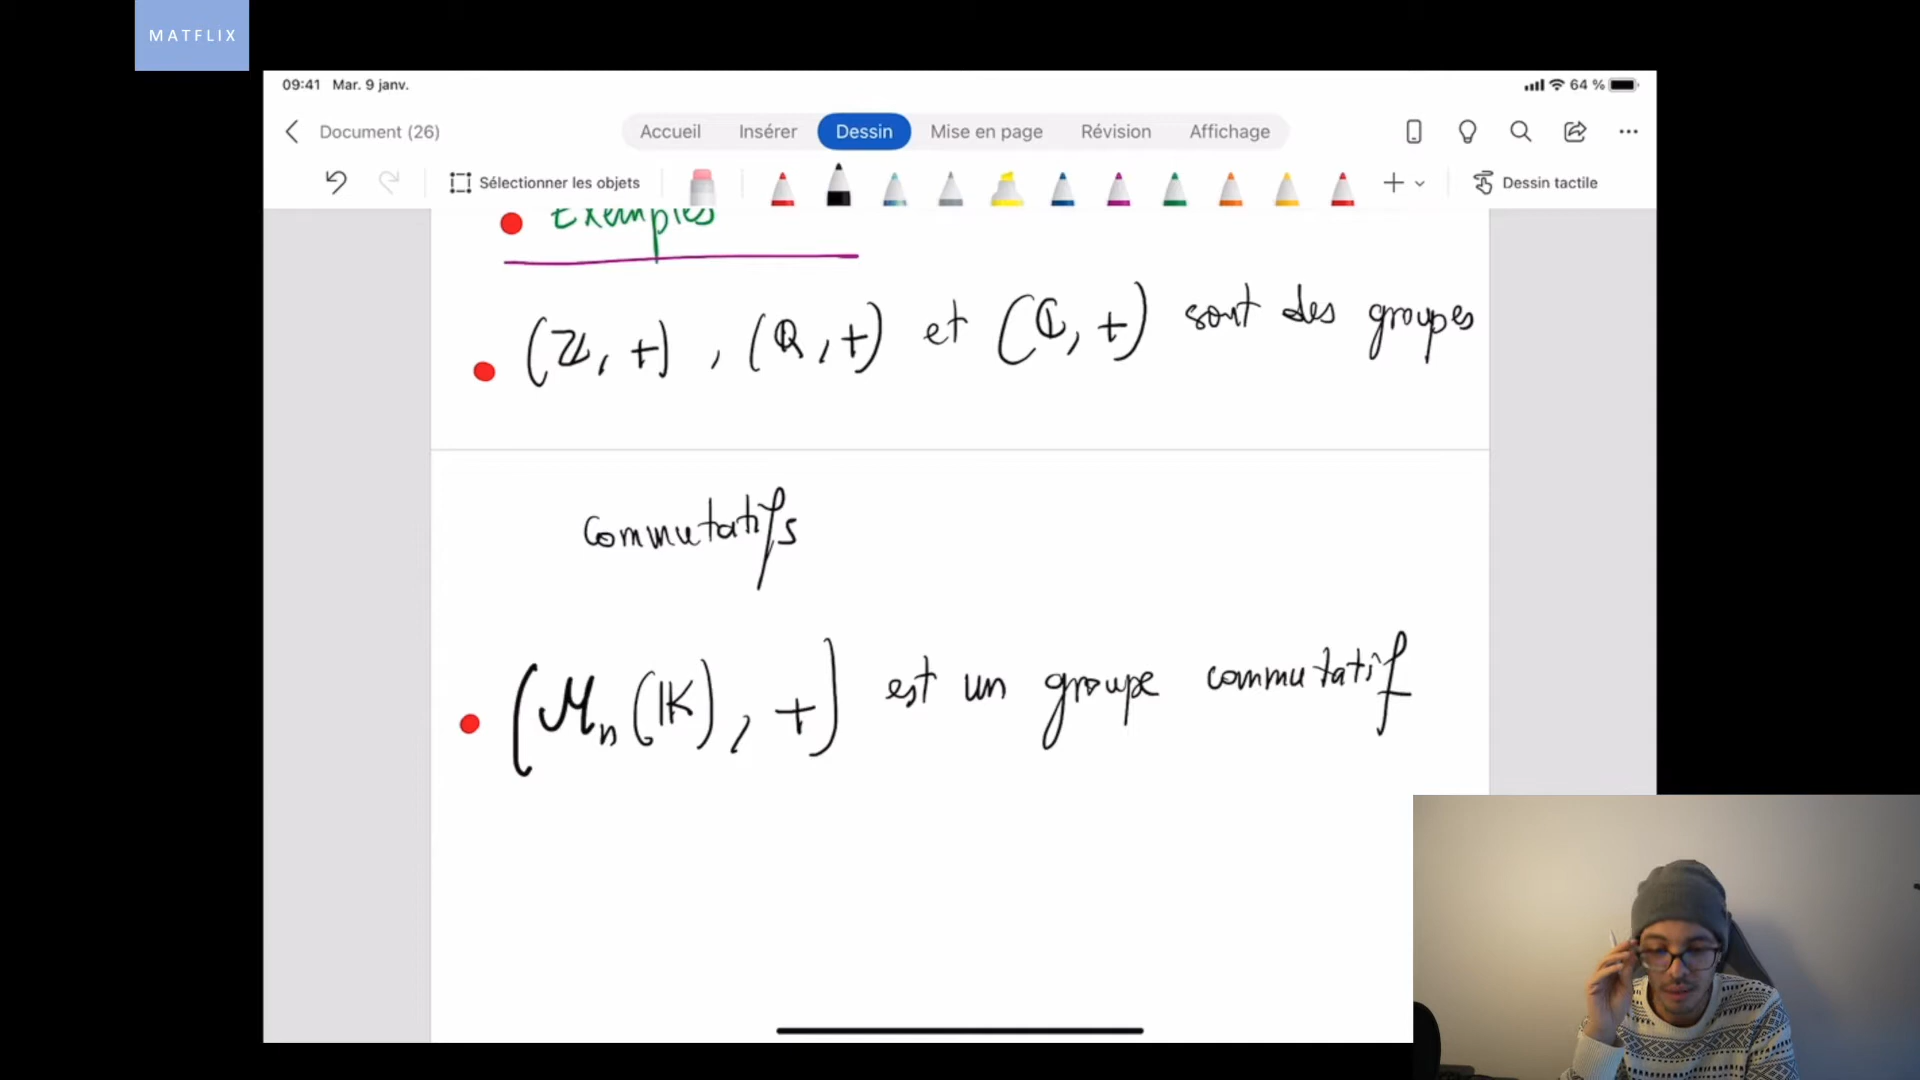 MATFLIX
09:41 Mar. 9 janv.
64 %
Document (26)
Accueil Insérer Dessin Mise en page Révision Affichage
Sélectionner les objets
Dessin tactile
Exemples
(ℤ, +), (ℚ, +) et (ℂ, +) sont des groupes
Commutatifs
(ℳn(𝕂), +) est un groupe commutatif